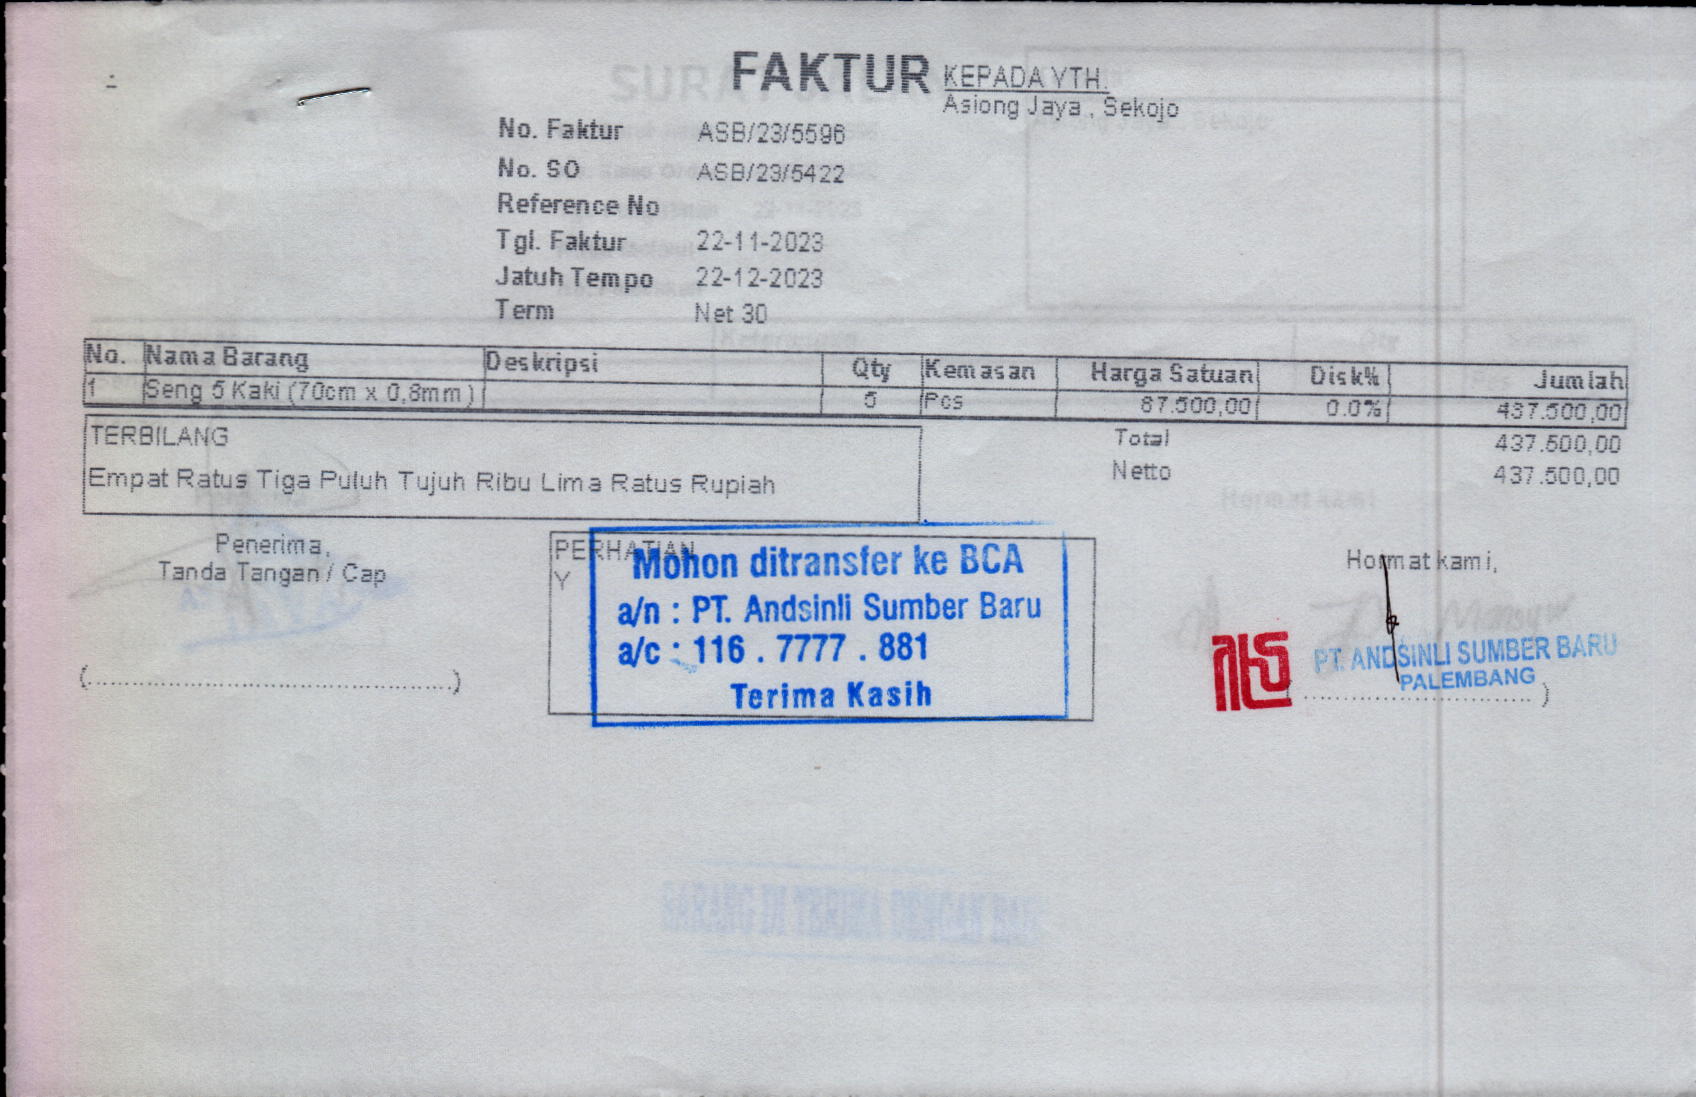 FAKTUR
KEPADA YTH.
Asiong Jaya , Sekojo
No. Faktur ASB/23/5596
No. SO ASB/23/5422
Reference No
Tgl. Faktur 22-11-2023
Jatuh Tempo 22-12-2023
Term Net 30
No. Nama Barang Deskripsi Qty Kemasan Harga Satuan Disk% Jumlah
1 Seng 5 Kaki (70cm x 0,8mm) 5 Pcs 87.500,00 0.0% 437.500,00
TERBILANG
Empat Ratus Tiga Puluh Tujuh Ribu Lima Ratus Rupiah
Total 437.500,00
Netto 437.500,00
Penerima,
Tanda Tangan / Cap
(............................................)
PERHATIAN
Y
Mohon ditransfer ke BCA
a/n : PT. Andsinli Sumber Baru
a/c : 116 . 7777 . 881
Terima Kasih
Hormat kami,
PT. ANDSINLI SUMBER BARU
PALEMBANG
(............................)